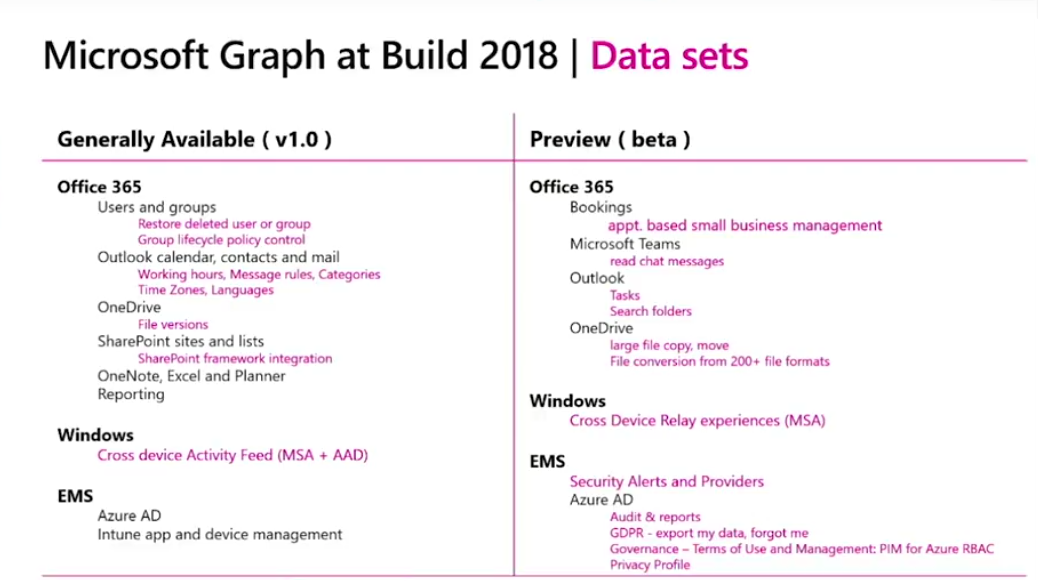 Microsoft Graph at Build 2018 | Data sets
Generally Available ( v1.0 )
Office 365
Users and groups
Restore deleted user or group
Group lifecycle policy control
Outlook calendar, contacts and mail
Working hours, Message rules, Categories
Time Zones, Languages
OneDrive
File versions
SharePoint sites and lists
SharePoint framework integration
OneNote, Excel and Planner
Reporting
Windows
Cross device Activity Feed (MSA + AAD)
EMS
Azure AD
Intune app and device management
Preview ( beta )
Office 365
Bookings
appt. based small business management
Microsoft Teams
read chat messages
Outlook
Tasks
Search folders
OneDrive
large file copy, move
File conversion from 200+ file formats
Windows
Cross Device Relay experiences (MSA)
EMS
Security Alerts and Providers
Azure AD
Audit & reports
GDPR - export my data, forgot me
Governance – Terms of Use and Management: PIM for Azure RBAC
Privacy Profile